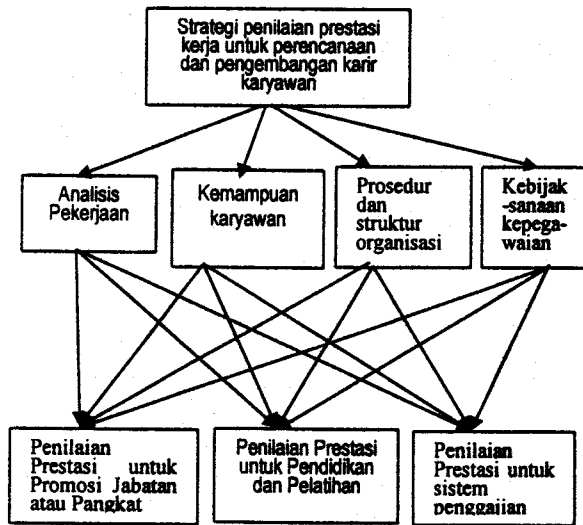 Strategi penilaian prestasi
kerja untuk perencanaan
dan pengembangan karir
karyawan
Analisis
Pekerjaan
Kemampuan
karyawan
Prosedur
dan
struktur
organisasi
Kebijak
-sanaan
kepega-
waian
Penilaian
Prestasi untuk
Promosi Jabatan
atau Pangkat
Penilaian Prestasi
untuk Pendidikan
dan Pelatihan
Penilaian
Prestasi untuk
sistem
penggajian